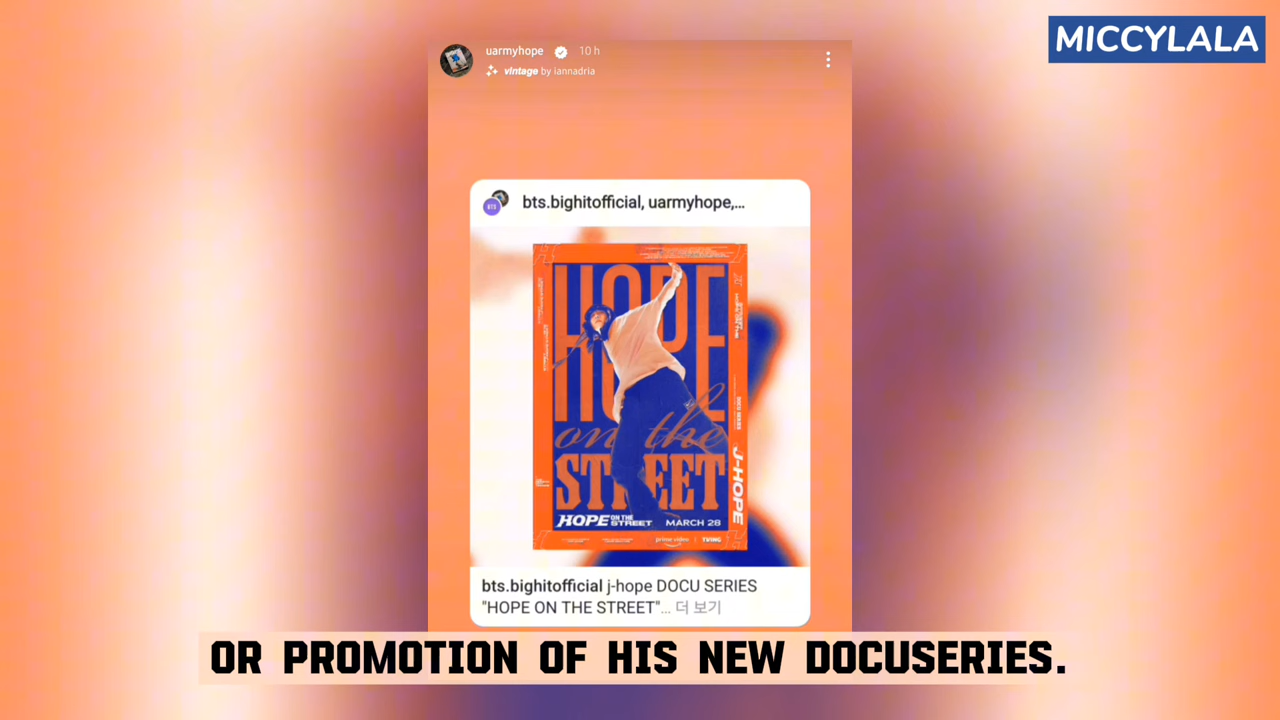 uarmyhope 10 h
vintage by iannadria
MICCYLALA
bts.bighitofficial, uarmyhope,...
BTS
HOPE
on the
STREET
J-HOPE
HOPE ON THE STREET MARCH 28
prime video | TVING
bts.bighitofficial j-hope DOCU SERIES
"HOPE ON THE STREET"... 더 보기
OR PROMOTION OF HIS NEW DOCUSERIES.